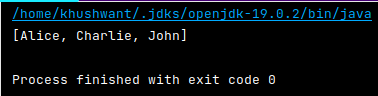 /home/khushwant/.jdks/openjdk-19.0.2/bin/java
[Alice, Charlie, John]
Process finished with exit code 0